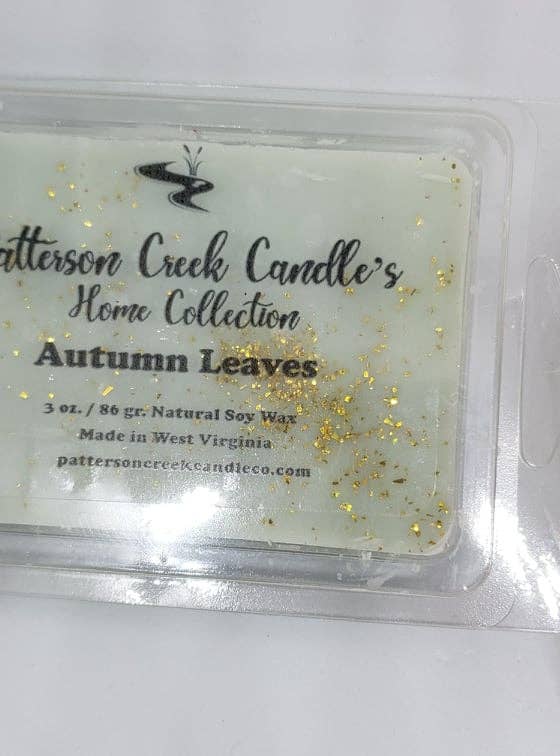 atterson Creek Candle's
Home Collection
Autumn Leaves
3 oz. / 86 gr. Natural Soy Wax
Made in West Virginia
pattersoncreekcandleco.com